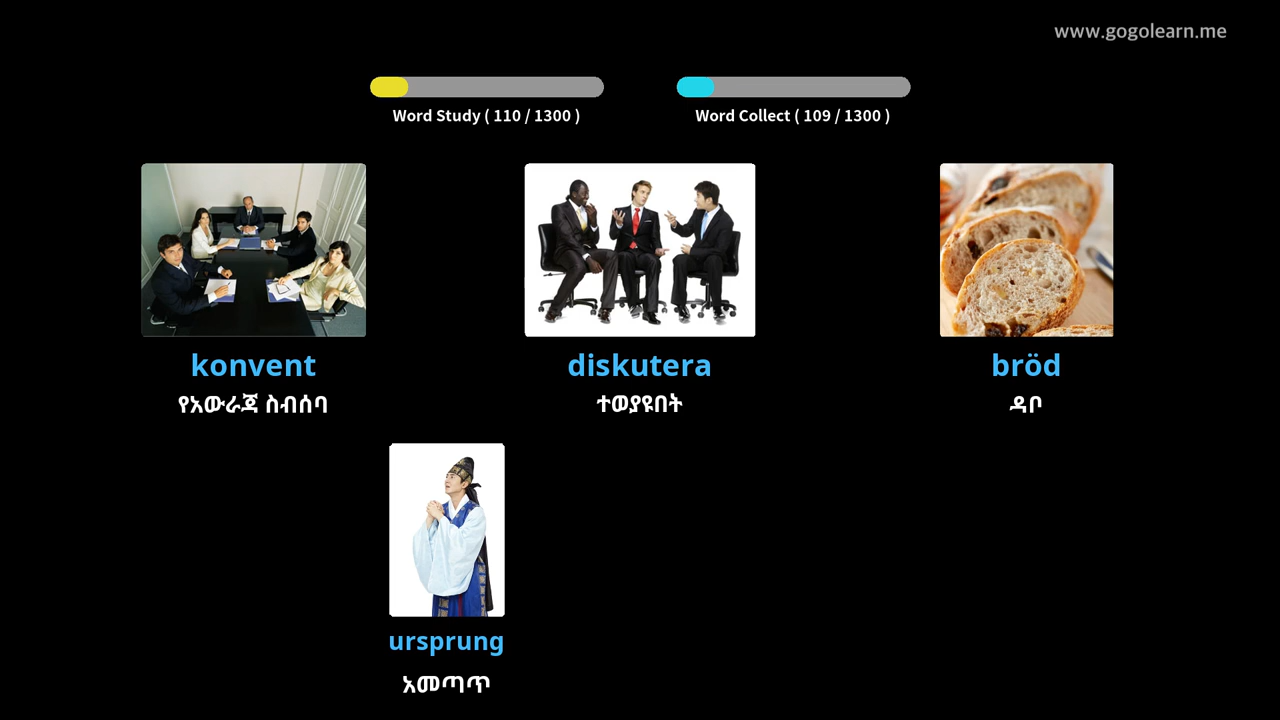 www.gogolearn.me
Word Study ( 110 / 1300 )
Word Collect ( 109 / 1300 )
konvent
የአውራጃ ስብሰባ
diskutera
ተወያዩበት
bröd
ዳቦ
ursprung
አመጣጥ